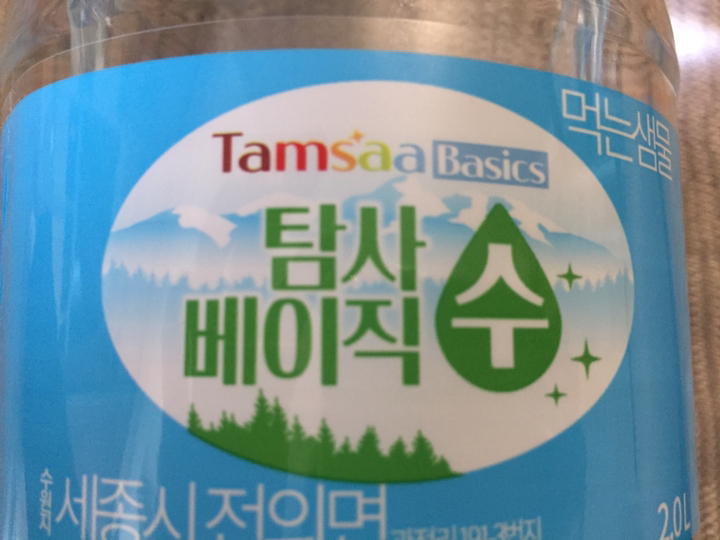 먹는샘물
Tamsaa Basics
탐사
베이직 수
수원지 세종시 전의면
2.0L